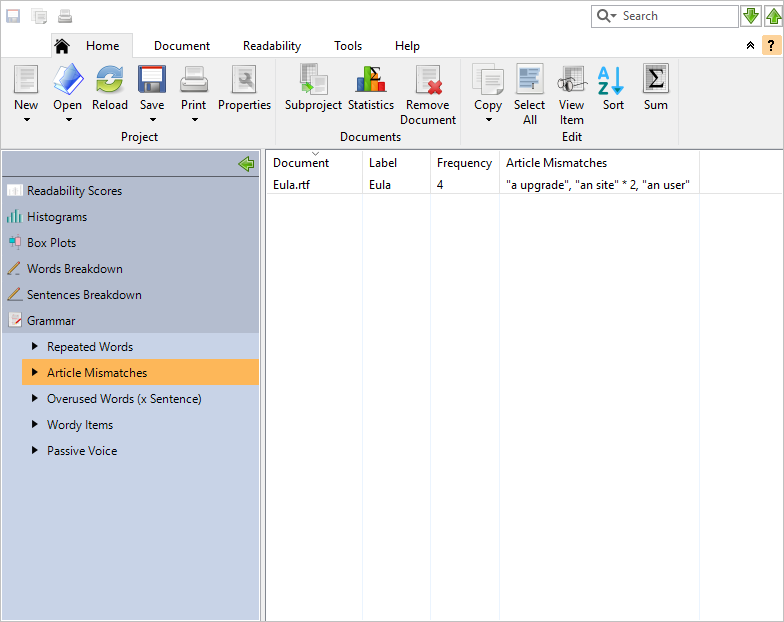 Search
Home Document Readability Tools Help
?
New Open Reload Save Print Properties Subproject Statistics Remove Document Copy Select All View Item Sort Sum
Project Documents Edit
Document Label Frequency Article Mismatches
Eula.rtf Eula 4 "a upgrade", "an site" * 2, "an user"
Readability Scores
Histograms
Box Plots
Words Breakdown
Sentences Breakdown
Grammar
Repeated Words
Article Mismatches
Overused Words (x Sentence)
Wordy Items
Passive Voice